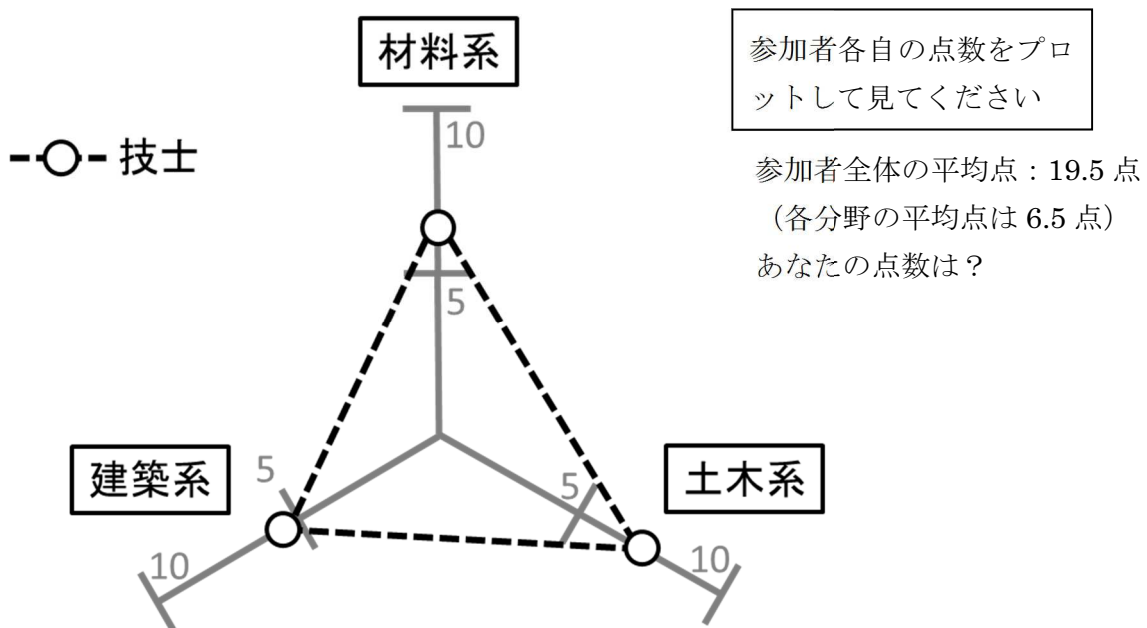 材料系
参加者各自の点数をプロ
ットして見てください
10
技士
参加者全体の平均点：19.5 点
（各分野の平均点は 6.5 点）
あなたの点数は？
5
建築系
5
5
土木系
10
10